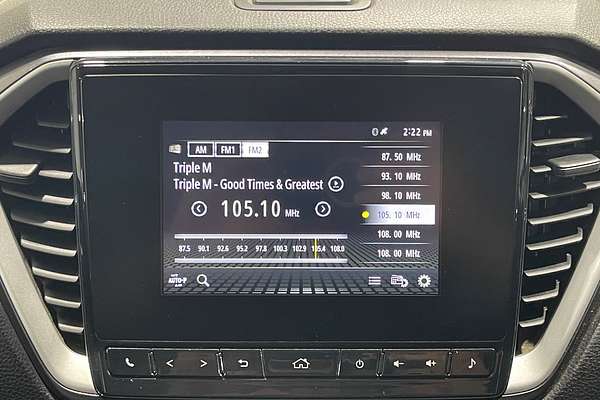 2:22 PM
AM FM1 FM2
87.50 MHz
Triple M
93.10 MHz
Triple M - Good Times & Greatest
98.10 MHz
105.10 MHz
105.10 MHz
108.00 MHz
87.5 90.1 92.6 95.2 97.8 100.3 102.9 105.4 108.0
108.00 MHz
AUTO-P